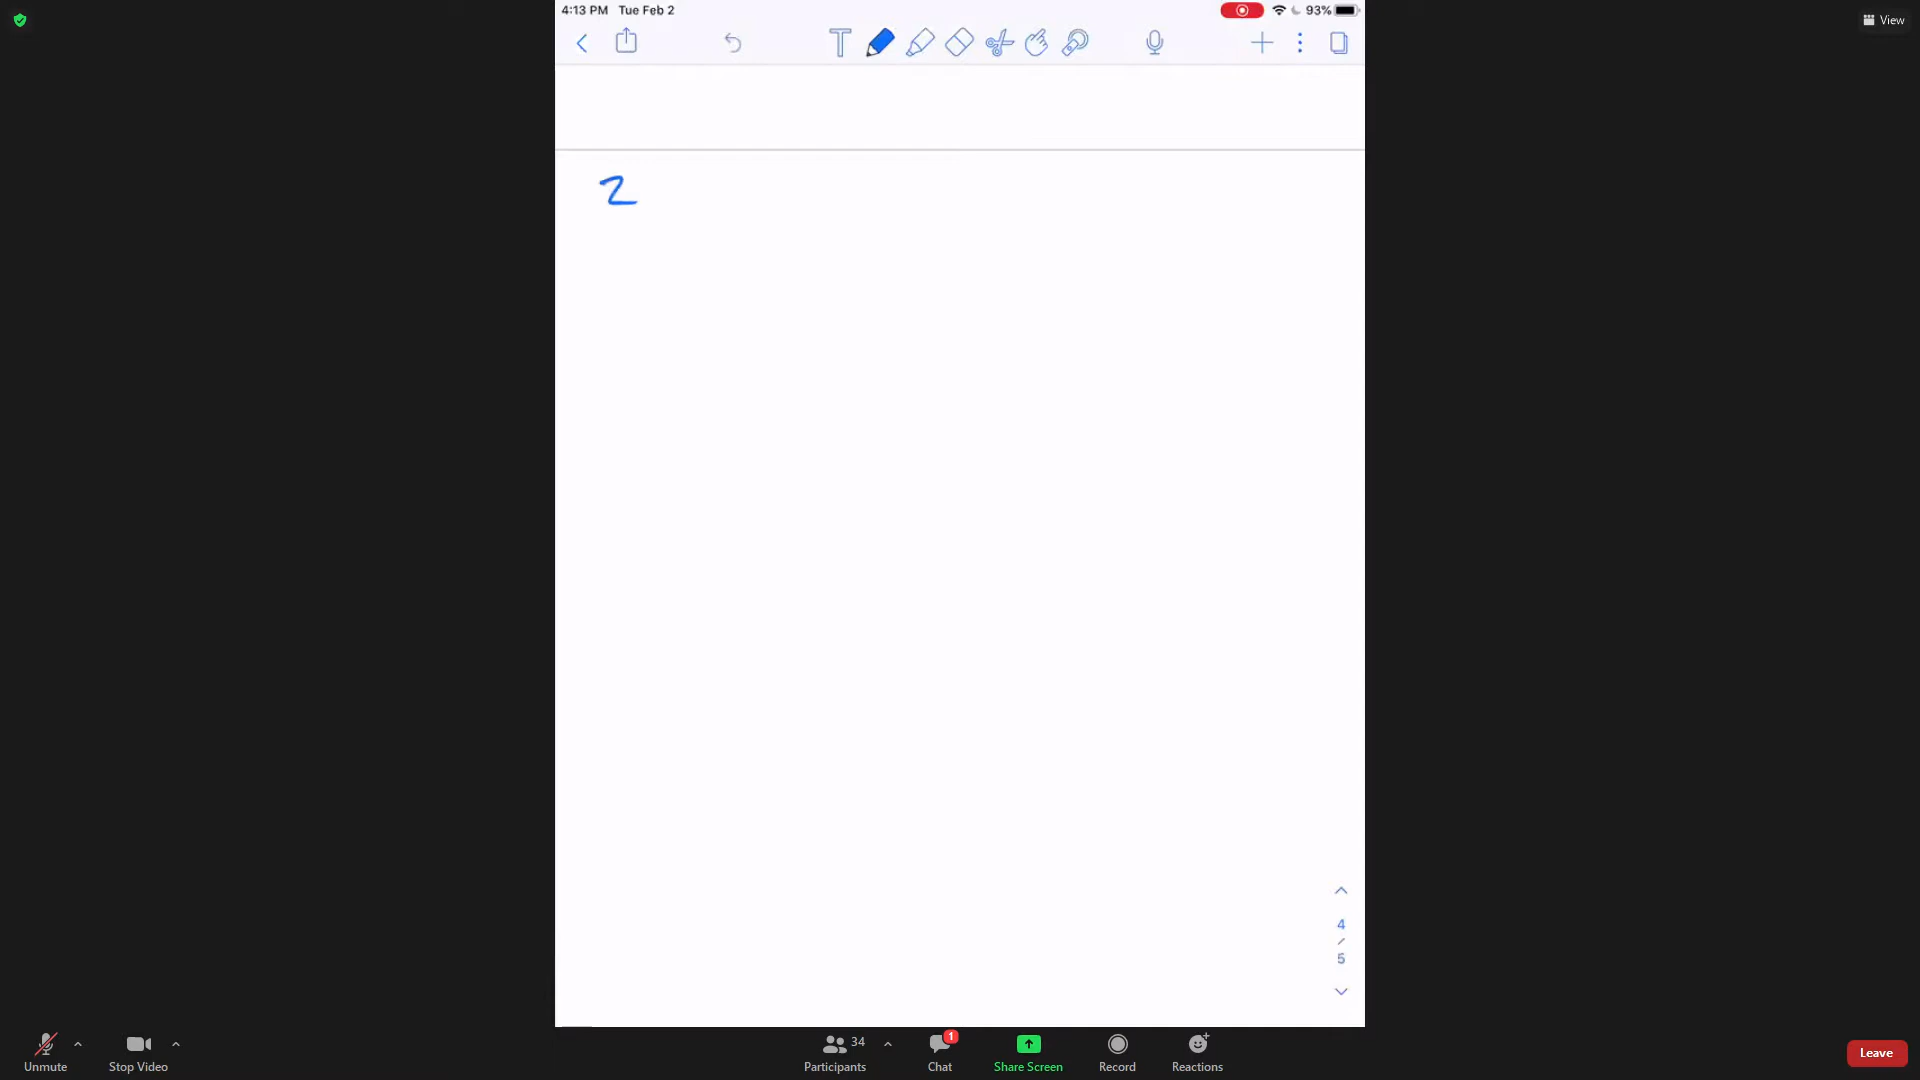 4:13 PM Tue Feb 2 93%
View
T
2
4
/
5
Unmute Stop Video Participants 34 Chat 1 Share Screen Record Reactions Leave